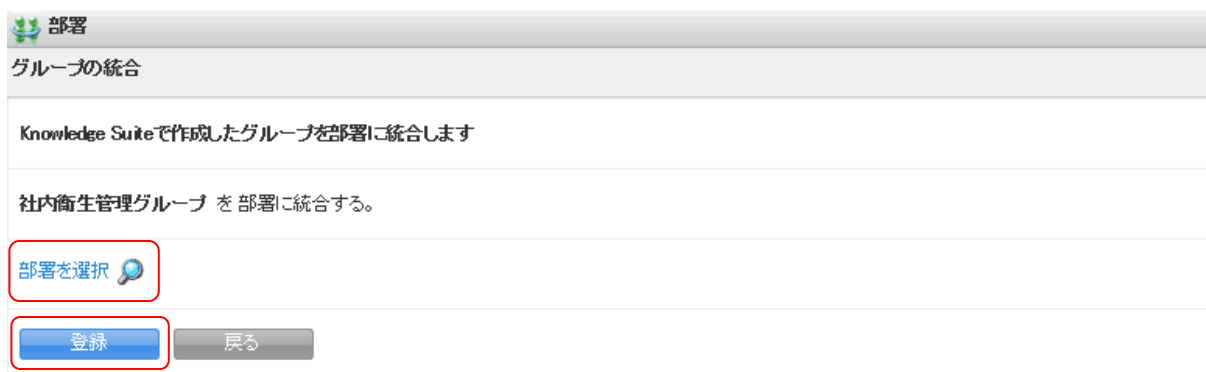 部署
グループの統合
Knowledge Suiteで作成したグループを部署に統合します
社内衛生管理グループ を 部署に統合する。
部署を選択
登録 戻る